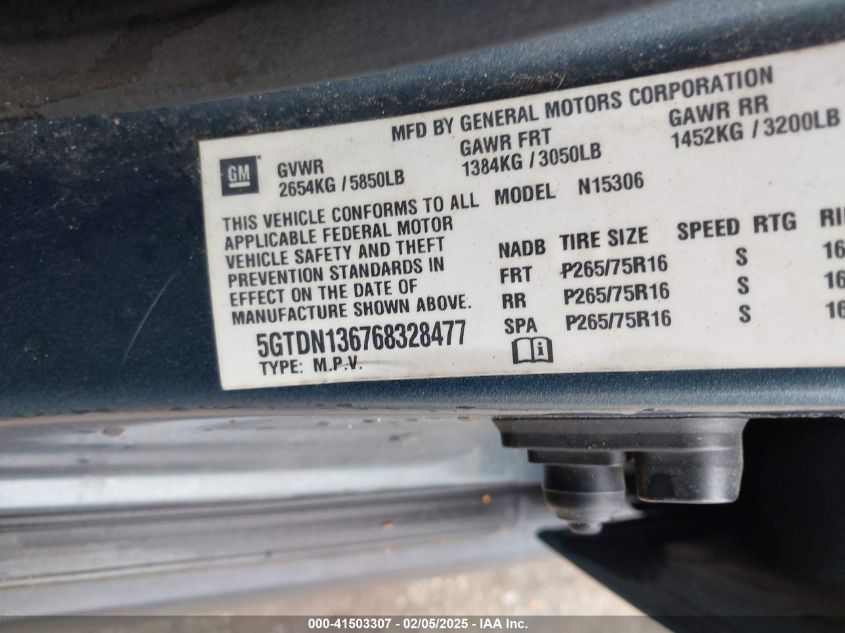 MFD BY GENERAL MOTORS CORPORATION
GM GVWR GAWR FRT GAWR RR
2654KG / 5850LB 1384KG / 3050LB 1452KG / 3200LB
THIS VEHICLE CONFORMS TO ALL MODEL N15306
APPLICABLE FEDERAL MOTOR
VEHICLE SAFETY AND THEFT
PREVENTION STANDARDS IN
EFFECT ON THE DATE OF
MANUFACTURE SHOWN ABOVE.
NADB TIRE SIZE SPEED RTG
FRT P265/75R16 S 16
RR P265/75R16 S 16
SPA P265/75R16 S 16
5GTDN136768328477
TYPE: M.P.V.
000-41503307 - 02/05/2025 - IAA Inc.